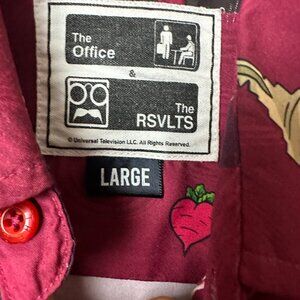 The
Office
&
The
RSVLTS
© Universal Television LLC. All Rights Reserved.
LARGE